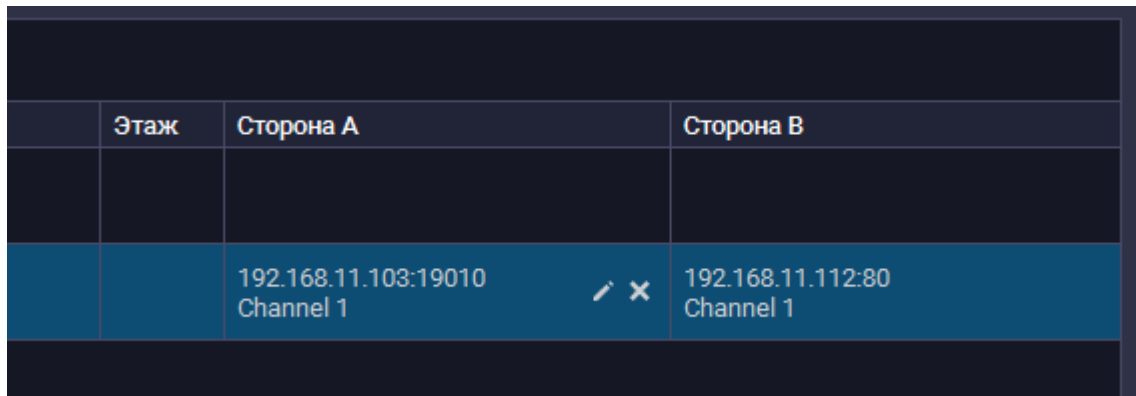 Этаж
Сторона A
Сторона B
192.168.11.103:19010
Channel 1
192.168.11.112:80
Channel 1